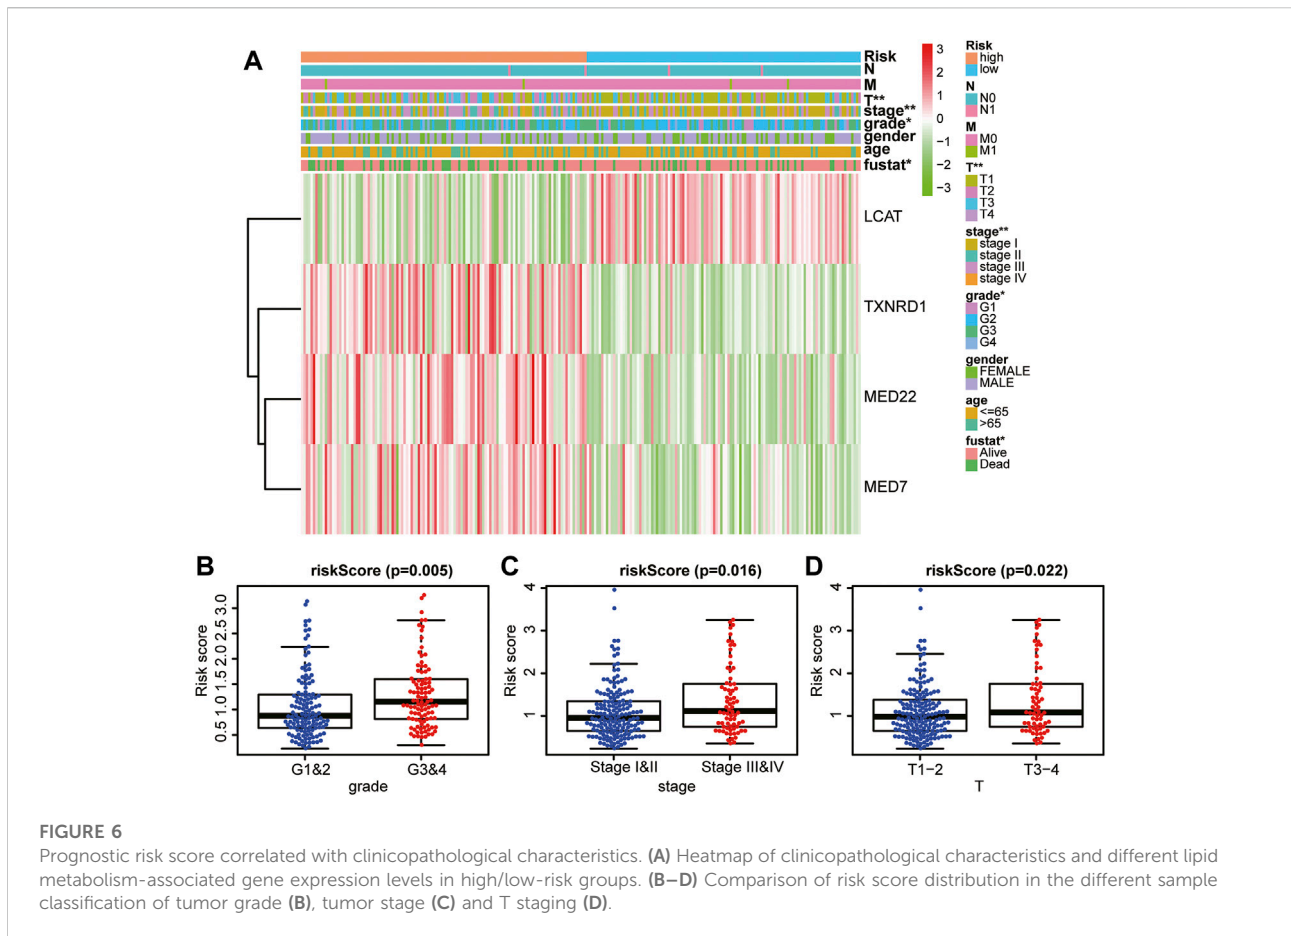 A
Risk
N
M
T**
stage**
grade*
gender
age
fustat*
3
2
1
0
−1
−2
−3
Risk
high
low
N
N0
N1
M
M0
M1
T**
T1
T2
T3
T4
stage**
stage I
stage II
stage III
stage IV
grade*
G1
G2
G3
G4
gender
FEMALE
MALE
age
<=65
>65
fustat*
Alive
Dead
LCAT
TXNRD1
MED22
MED7
B
riskScore (p=0.005)
Risk score
0.5 1.0 1.5 2.0 2.5 3.0
G1&2 G3&4
grade
C
riskScore (p=0.016)
Risk score
1 2 3 4
Stage I&II Stage III&IV
stage
D
riskScore (p=0.022)
Risk score
1 2 3 4
T1−2 T3−4
T
FIGURE 6
Prognostic risk score correlated with clinicopathological characteristics. (A) Heatmap of clinicopathological characteristics and different lipid
metabolism-associated gene expression levels in high/low-risk groups. (B–D) Comparison of risk score distribution in the different sample
classification of tumor grade (B), tumor stage (C) and T staging (D).